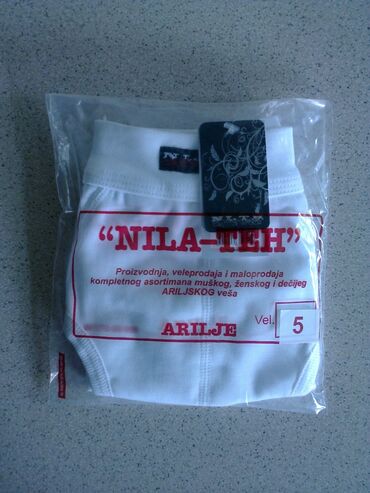 "NILA-TEH"
Proizvodnja, veleprodaja i maloprodaja
kompletnog asortimana muškog, ženskog i dečijeg
ARILJSKOG veša
ARILJE
Vel. 5